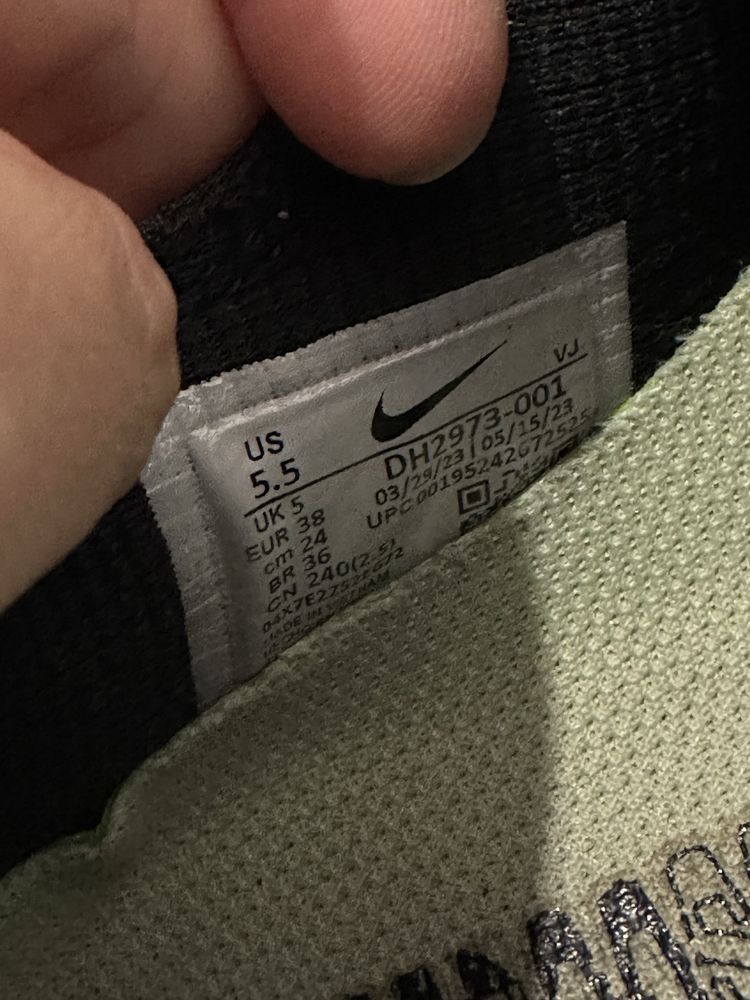 VJ
US
5.5
DH2973-001
03/29/23 | 05/15/23
UPC 00195242672525
UK 5
EUR 38
cm 24
BR 36
CN 240(2.5)
MADE IN VIETNAM